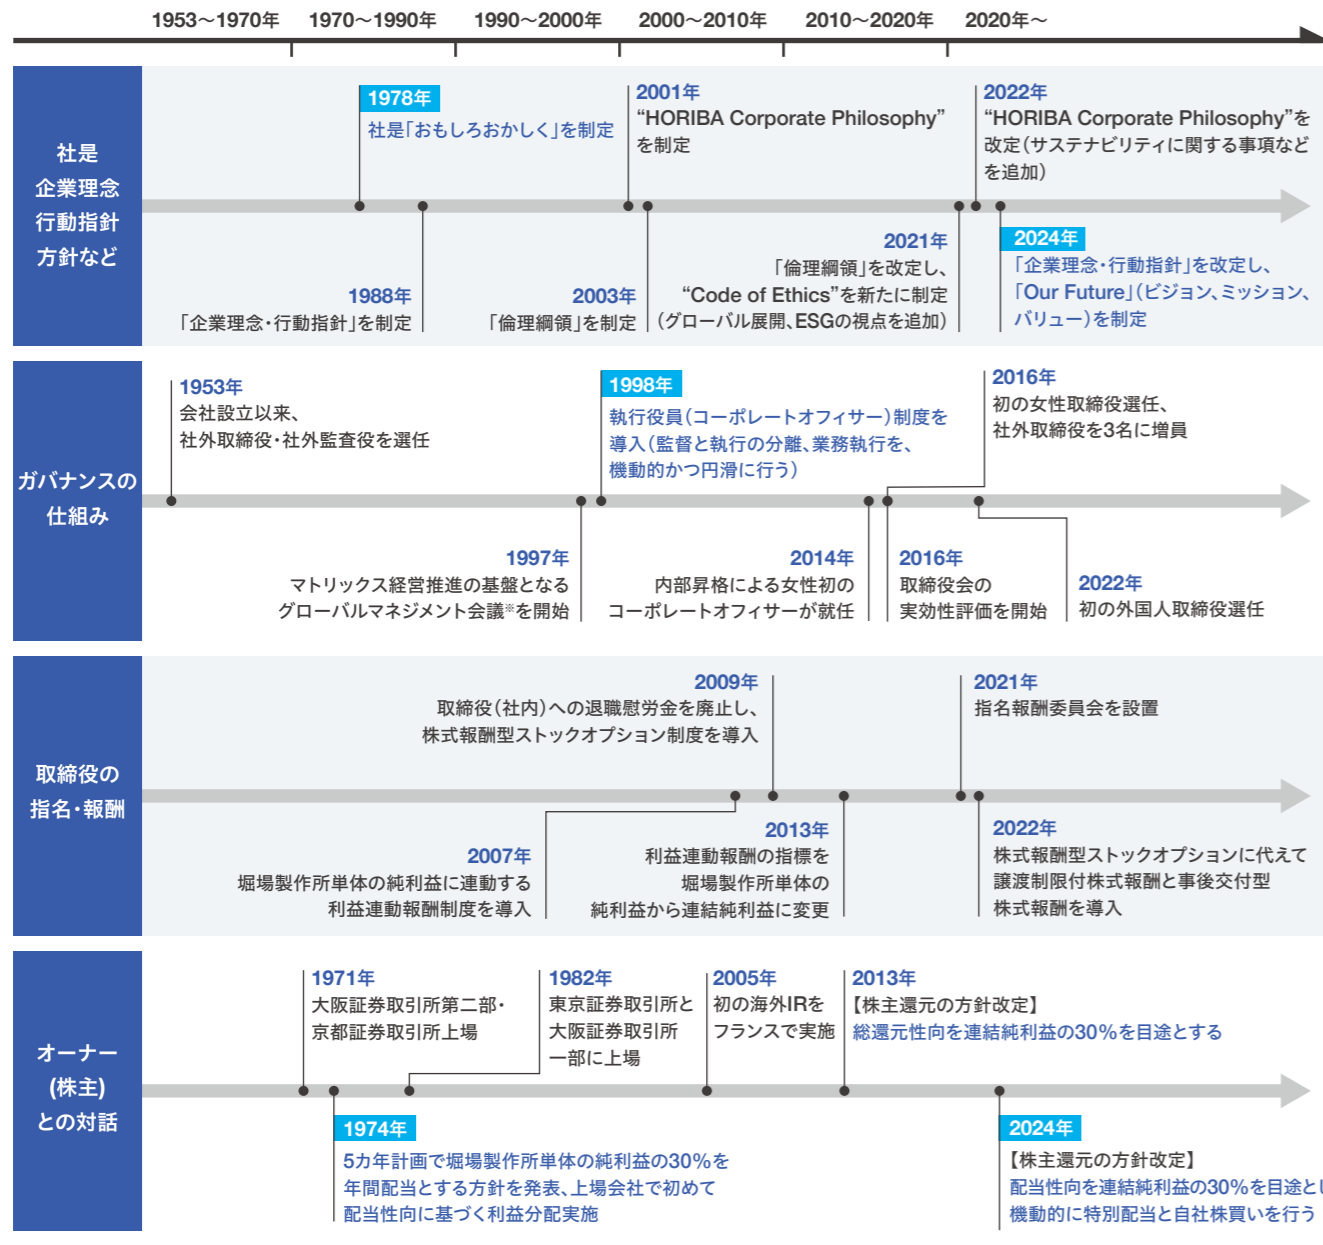 1953～1970年
1970～1990年
1990～2000年
2000～2010年
2010～2020年
2020年～
社是
企業理念
行動指針
方針など
1978年
社是「おもしろおかしく」を制定
2001年
“HORIBA Corporate Philosophy”
を制定
2022年
“HORIBA Corporate Philosophy”を
改定（サステナビリティに関する事項など
を追加）
1988年
「企業理念・行動指針」を制定
2003年
「倫理綱領」を制定
2021年
「倫理綱領」を改定し、
“Code of Ethics”を新たに制定
（グローバル展開、ESGの視点を追加）
2024年
「企業理念・行動指針」を改定し、
「Our Future」（ビジョン、ミッション、
バリュー）を制定
ガバナンスの
仕組み
1953年
会社設立以来、
社外取締役・社外監査役を選任
1998年
執行役員（コーポレートオフィサー）制度を
導入（監督と執行の分離、業務執行を、
機動的かつ円滑に行う）
2016年
初の女性取締役選任、
社外取締役を3名に増員
1997年
マトリックス経営推進の基盤となる
グローバルマネジメント会議※を開始
2014年
内部昇格による女性初の
コーポレートオフィサーが就任
2016年
取締役会の
実効性評価を開始
2022年
初の外国人取締役選任
取締役の
指名・報酬
2009年
取締役（社内）への退職慰労金を廃止し、
株式報酬型ストックオプション制度を導入
2021年
指名報酬委員会を設置
2007年
堀場製作所単体の純利益に連動する
利益連動報酬制度を導入
2013年
利益連動報酬の指標を
堀場製作所単体の
純利益から連結純利益に変更
2022年
株式報酬型ストックオプションに代えて
譲渡制限付株式報酬と事後交付型
株式報酬を導入
オーナー
(株主)
との対話
1971年
大阪証券取引所第二部・
京都証券取引所上場
1982年
東京証券取引所と
大阪証券取引所
一部に上場
2005年
初の海外IRを
フランスで実施
2013年
【株主還元の方針改定】
総還元性向を連結純利益の30％を目途とする
1974年
5カ年計画で堀場製作所単体の純利益の30％を
年間配当とする方針を発表、上場会社で初めて
配当性向に基づく利益分配実施
2024年
【株主還元の方針改定】
配当性向を連結純利益の30％を目途とし
機動的に特別配当と自社株買いを行う